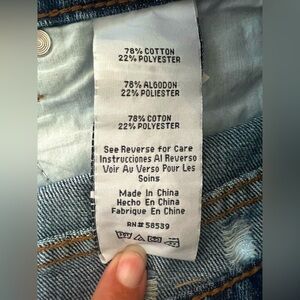 78% COTTON
22% POLYESTER
78% ALGODON
22% POLIESTER
78% COTON
22% POLYESTER
See Reverse for Care
Instrucciones Al Reverso
Voir Au Verso Pour Les
Soins
Made In China
Hecho En China
Fabrique En Chine
RN# 58539